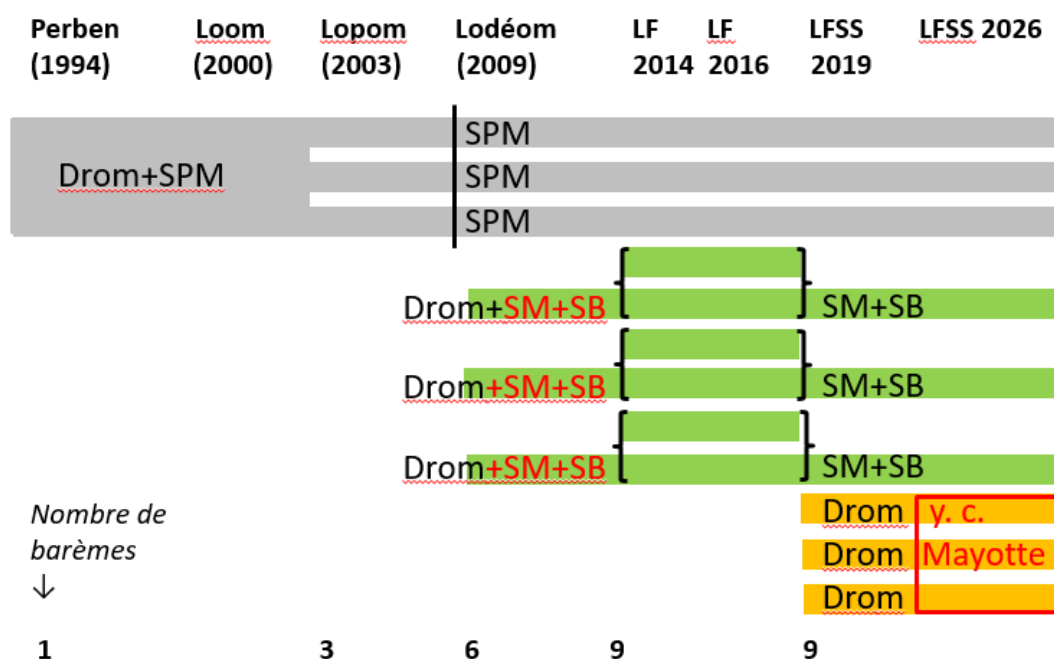 Perben Loom Lopom Lodéom LF LF LFSS LFSS 2026
(1994) (2000) (2003) (2009) 2014 2016 2019
SPM
Drom+SPM SPM
SPM
Drom+SM+SB SM+SB
Drom+SM+SB SM+SB
Drom+SM+SB SM+SB
Nombre de Drom y. c.
barèmes Drom Mayotte
↓ Drom
1 3 6 9 9